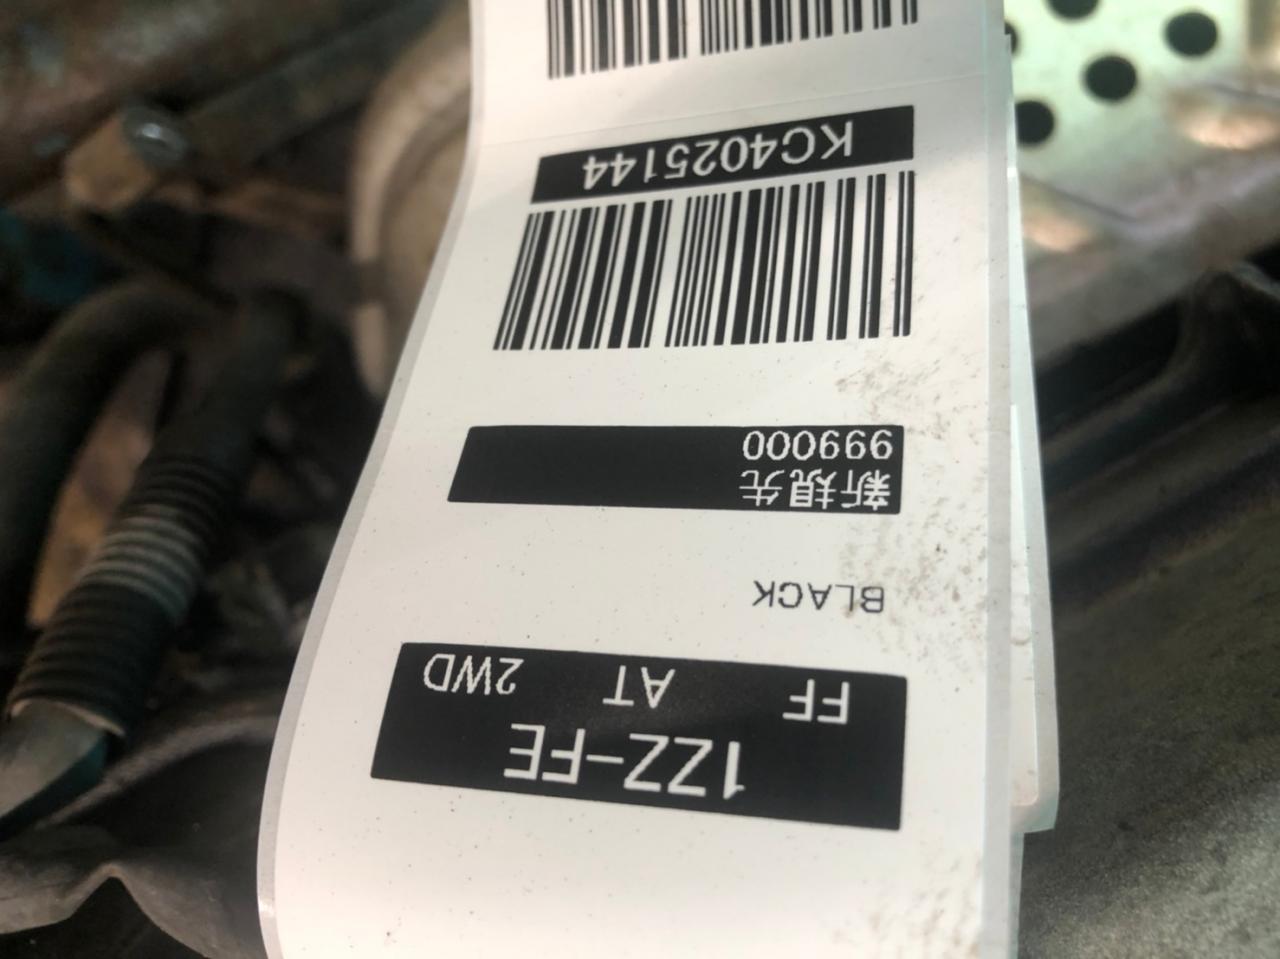 1ZZ-FE
FF AT 2WD
BLACK
新規先
999000
KC4025144